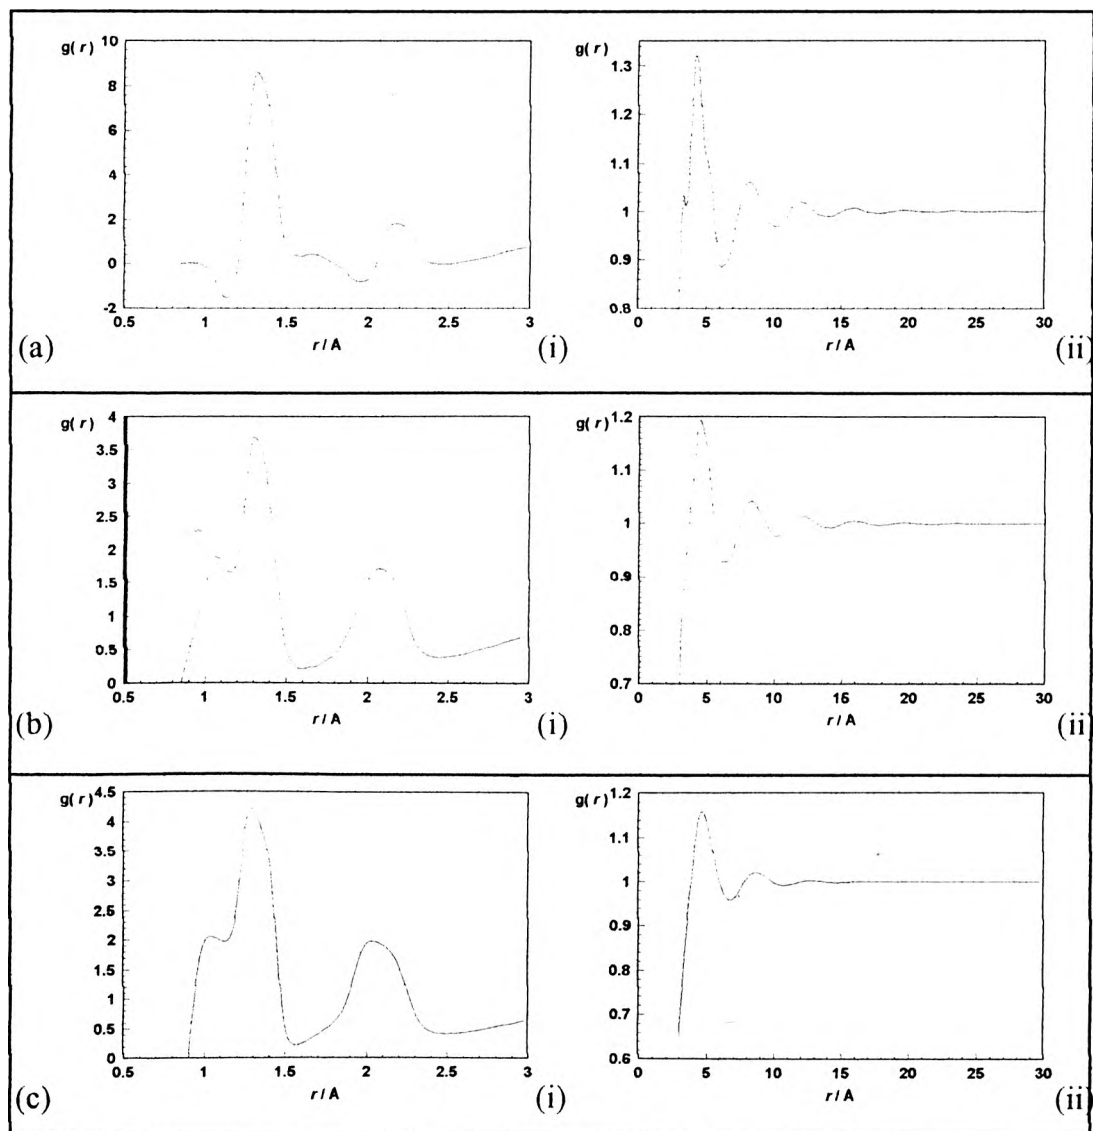 g(r) 10
8
6
4
2
0
-2
0.5 1 1.5 2 2.5 3
r / A
(a) (i)
g(r)
1.3
1.2
1.1
1
0.9
0.8
0 5 10 15 20 25 30
r / A
(ii)
g(r) 4
3.5
3
2.5
2
1.5
1
0.5
0
0.5 1 1.5 2 2.5 3
r / A
(b) (i)
g(r) 1.2
1.1
1
0.9
0.8
0.7
0 5 10 15 20 25 30
r / A
(ii)
g(r) 4.5
4
3.5
3
2.5
2
1.5
1
0.5
0
0.5 1 1.5 2 2.5 3
r / A
(c) (i)
g(r) 1.2
1.1
1
0.9
0.8
0.7
0.6
0 5 10 15 20 25 30
r / A
(ii)